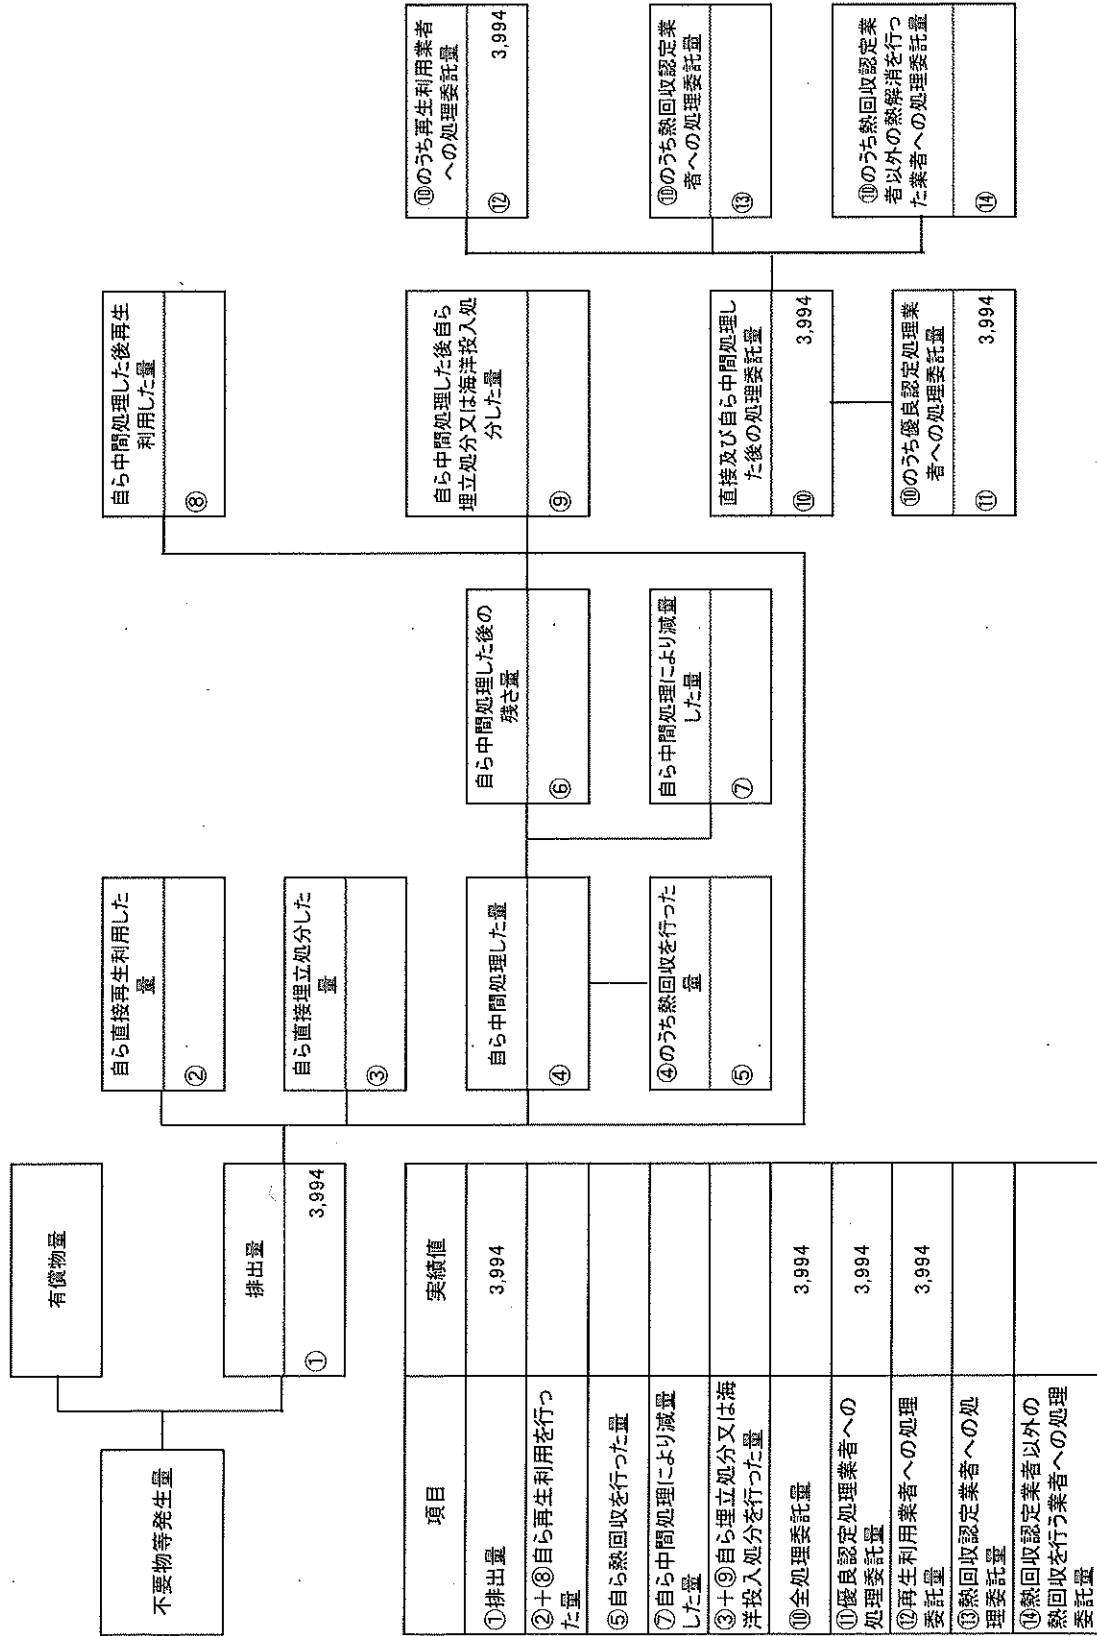 不要物等発生量
有償物量
排出量
① 3,994
自ら直接再生利用した
量
②
自ら直接埋立処分した
量
③
自ら中間処理した量
④
④のうち熱回収を行った
量
⑤
自ら中間処理した後の
残さ量
⑥
自ら中間処理により減量
した量
⑦
自ら中間処理した後再生
利用した量
⑧
自ら中間処理した後自ら
埋立処分又は海洋投入処
分した量
⑨
直接及び自ら中間処理し
た後の処理委託量
⑩ 3,994
⑩のうち優良認定処理業
者への処理委託量
⑪ 3,994
⑩のうち再生利用業者
への処理委託量
⑫ 3,994
⑩のうち熱回収認定業
者への処理委託量
⑬
⑩のうち熱回収認定業
者以外の熱解消を行っ
た業者への処理委託量
⑭
項目 実績値
①排出量 3,994
②+⑧自ら再生利用を行っ
た量
⑤自ら熱回収を行った量
⑦自ら中間処理により減量
した量
③+⑨自ら埋立処分又は海
洋投入処分を行った量
⑩全処理委託量 3,994
⑪優良認定処理業者への
処理委託量 3,994
⑫再生利用業者への処理
委託量 3,994
⑬熱回収認定業者への処
理委託量
⑭熱回収認定業者以外の
熱回収を行う業者への処理
委託量